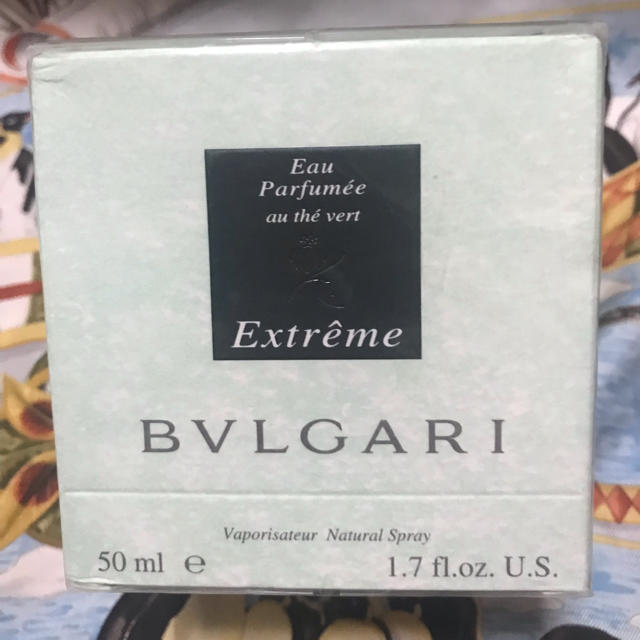 Eau
Parfumée
au thé vert
Extrême
BVLGARI
Vaporisateur Natural Spray
50 ml ℮ 1.7 fl.oz. U.S.